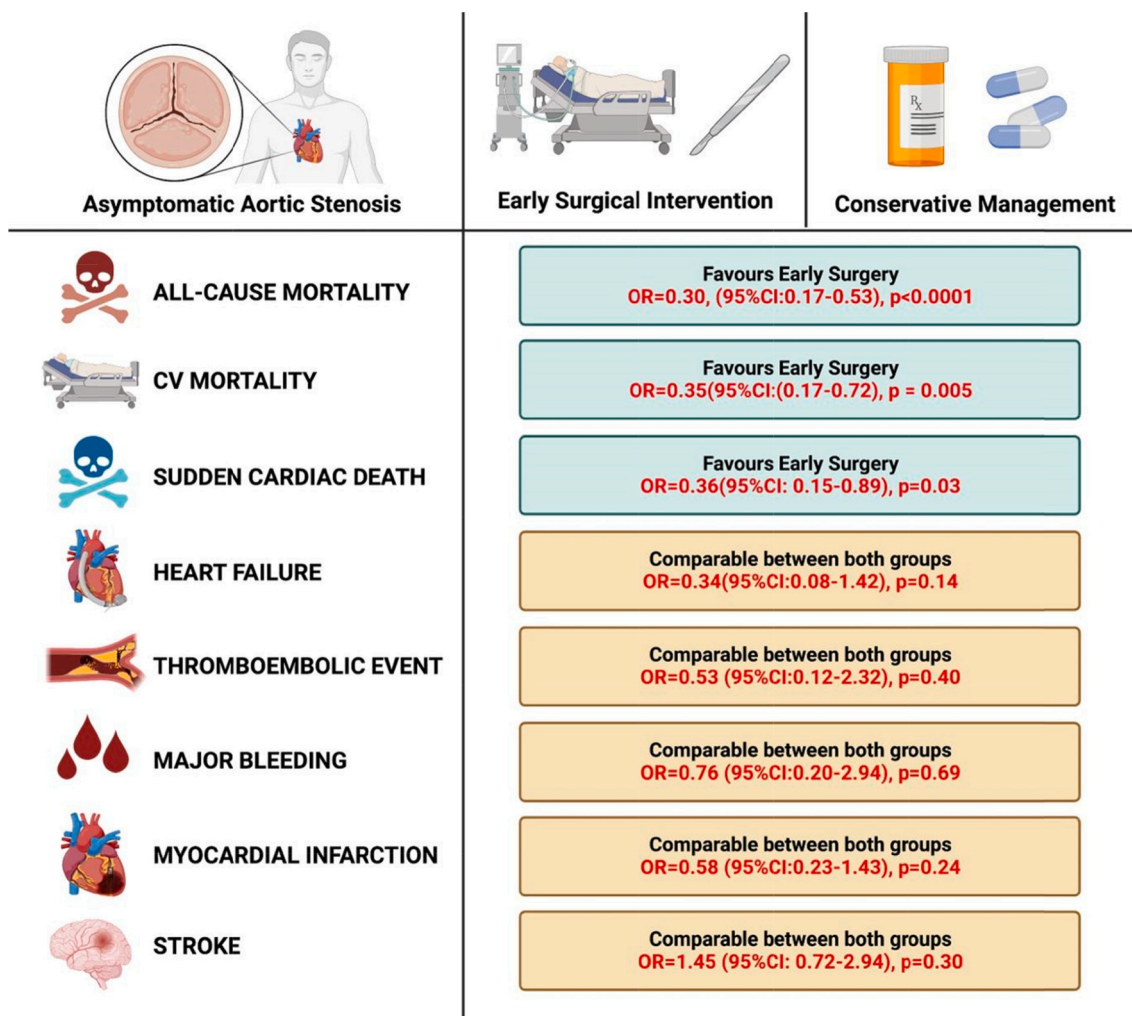 Asymptomatic Aortic Stenosis
Early Surgical Intervention
Rx
Conservative Management
ALL-CAUSE MORTALITY
Favours Early Surgery
OR=0.30, (95%CI:0.17-0.53), p<0.0001
CV MORTALITY
Favours Early Surgery
OR=0.35(95%CI:(0.17-0.72), p = 0.005
SUDDEN CARDIAC DEATH
Favours Early Surgery
OR=0.36(95%CI: 0.15-0.89), p=0.03
HEART FAILURE
Comparable between both groups
OR=0.34(95%CI:0.08-1.42), p=0.14
THROMBOEMBOLIC EVENT
Comparable between both groups
OR=0.53 (95%CI:0.12-2.32), p=0.40
MAJOR BLEEDING
Comparable between both groups
OR=0.76 (95%CI:0.20-2.94), p=0.69
MYOCARDIAL INFARCTION
Comparable between both groups
OR=0.58 (95%CI:0.23-1.43), p=0.24
STROKE
Comparable between both groups
OR=1.45 (95%CI: 0.72-2.94), p=0.30